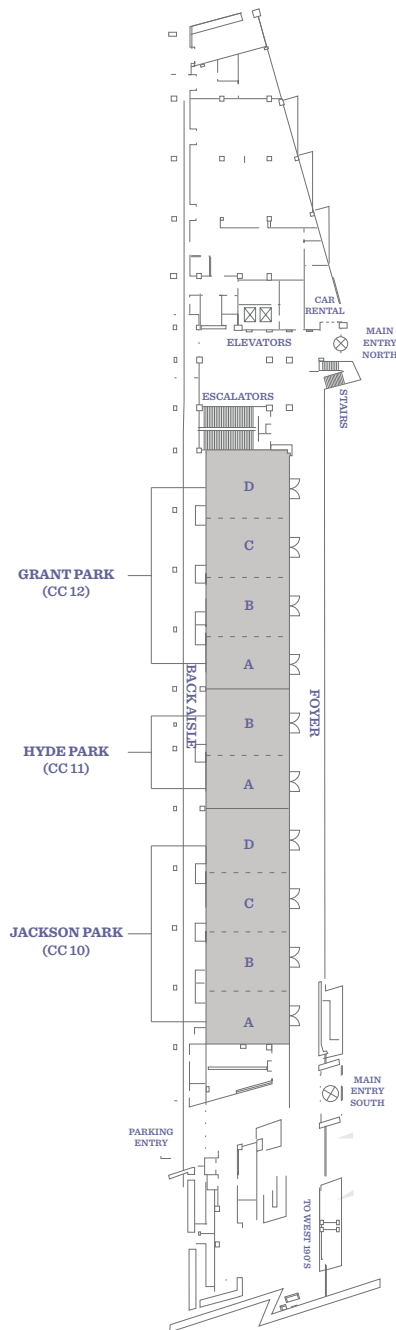 CAR
RENTAL
MAIN
ENTRY
NORTH
ELEVATORS
STAIRS
ESCALATORS
D
C
GRANT PARK
(CC 12)
B
A
BACK AISLE
FOYER
B
HYDE PARK
(CC 11)
A
D
C
JACKSON PARK
(CC 10)
B
A
MAIN
ENTRY
SOUTH
PARKING
ENTRY
TO WEST 190'S